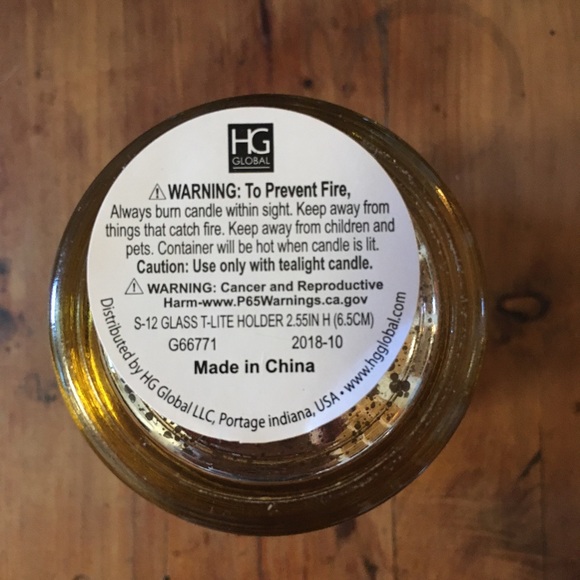 HG
GLOBAL
⚠WARNING: To Prevent Fire,
Always burn candle within sight. Keep away from
things that catch fire. Keep away from children and
pets. Container will be hot when candle is lit.
Caution: Use only with tealight candle.
⚠ WARNING: Cancer and Reproductive
Harm-www.P65Warnings.ca.gov
S-12 GLASS T-LITE HOLDER 2.55IN H (6.5CM)
G66771 2018-10
Made in China
Distributed by HG Global LLC, Portage indiana, USA • www.hgglobal.com